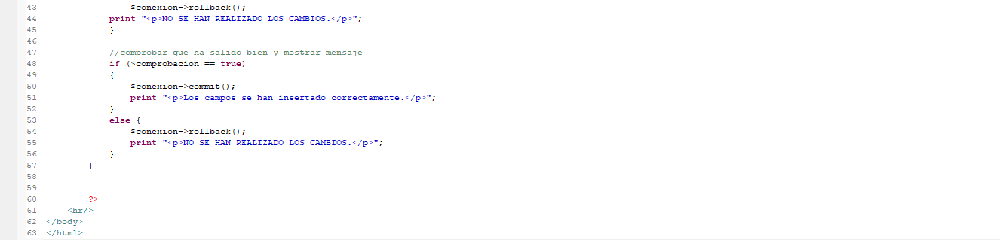 43                 $conexion->rollback();
44             print "<p>NO SE HAN REALIZADO LOS CAMBIOS.</p>";
45             }
46
47             //comprobar que ha salido bien y mostrar mensaje
48             if ($comprobacion == true)
49             {
50                 $conexion->commit();
51                 print "<p>Los campos se han insertado correctamente.</p>";
52             }
53             else {
54                 $conexion->rollback();
55                 print "<p>NO SE HAN REALIZADO LOS CAMBIOS.</p>";
56             }
57         }
58
59
60         ?>
61     <hr/>
62 </body>
63 </html>